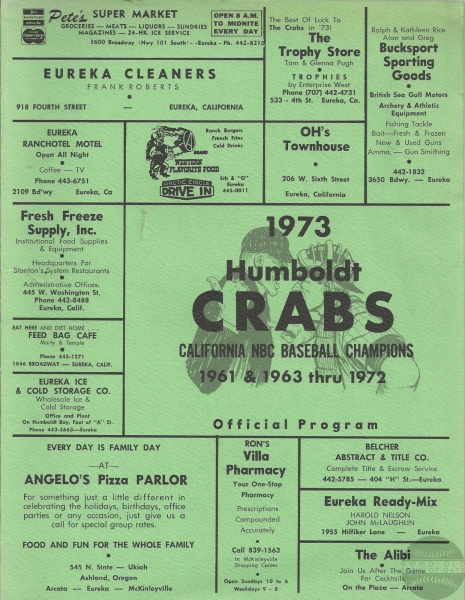 Pete's SUPER MARKET
GROCERIES — MEATS — LIQUORS — SUNDRIES
MAGAZINES — 24-HR. ICE SERVICE
3600 Broadway (Hwy 101 South) — Eureka — Ph. 442-8210
OPEN 8 A.M.
TO MIDNITE
EVERY DAY
The Best Of Luck To
The Crabs in '73!
The
Trophy Store
Tom & Glenna Pugh
TROPHIES
by Enterprise West
Phone (707) 442-4731
533 - 4th St. Eureka, Ca.
Ralph & Kathleen Rice
Alan and Greg
Bucksport
Sporting
Goods
British Sea Gull Motors
Archery & Athletic
Equipment
Fishing Tackle
Bait—Fresh & Frozen
New & Used Guns
Ammo. — Gun Smithing
442-1832
3650 Bdwy. — Eureka
EUREKA CLEANERS
FRANK ROBERTS
918 FOURTH STREET — EUREKA, CALIFORNIA
EUREKA
RANCHOTEL MOTEL
Open All Night
Coffee — TV
Phone 443-6751
2109 Bd'wy Eureka, Ca
Ranch Burgers
French Fries
Cold Drinks
BRAND
WESTERN
FLAVORITE FOOD
ARCTIC CIRCLE
DRIVE IN
Eureka
OH's
Townhouse
206 W. Sixth Street
Eureka, California
Fresh Freeze
Supply, Inc.
Institutional Food Supplies
& Equipment
Headquarters For
Stanton's System Restaurants
Administrative Offices:
445 W. Washington St.
Phone 442-8488
Eureka, Calif.
EAT HERE AND DIET HOME . . .
FEED BAG CAFE
Marty & Temple
Phone 445-1271
1846 BROADWAY — EUREKA, CALIF.
EUREKA ICE
& COLD STORAGE CO.
Wholesale Ice &
Cold Storage
Office and Plant
On Humboldt Bay, Foot of "A" St.
Phone 443-5663—Eureka
1973
Humboldt
CRABS
CALIFORNIA NBC BASEBALL CHAMPIONS
1961 & 1963 thru 1972
Official Program
EVERY DAY IS FAMILY DAY
—AT—
ANGELO'S Pizza PARLOR
For something just a little different in
celebrating the holidays, birthdays, office
parties or any occasion, just give us a
call for special group rates.
FOOD AND FUN FOR THE WHOLE FAMILY
545 N. State — Ukiah
Ashland, Oregon
Arcata — Eureka — McKinleyville
RON'S
Villa
Pharmacy
Your One-Stop
Pharmacy
Prescriptions
Compounded
Accurately
Call 839-1563
in McKinleyville
Shopping Center
Open Sundays 10 to 6
Weekdays 9 - 8
BELCHER
ABSTRACT & TITLE CO.
Complete Title & Escrow Service
442-5785 — 404 "H" St.—Eureka
Eureka Ready-Mix
HAROLD NELSON
JOHN McLAUGHLIN
1955 Hilfiker Lane — Eureka
The Alibi
Join Us After The Game
For Cocktails
On the Plaza — Arcata